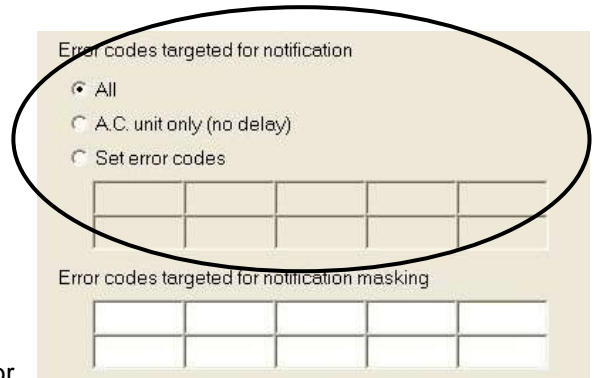 Error codes targeted for notification
All
A.C. unit only (no delay)
Set error codes
Error codes targeted for notification masking
or